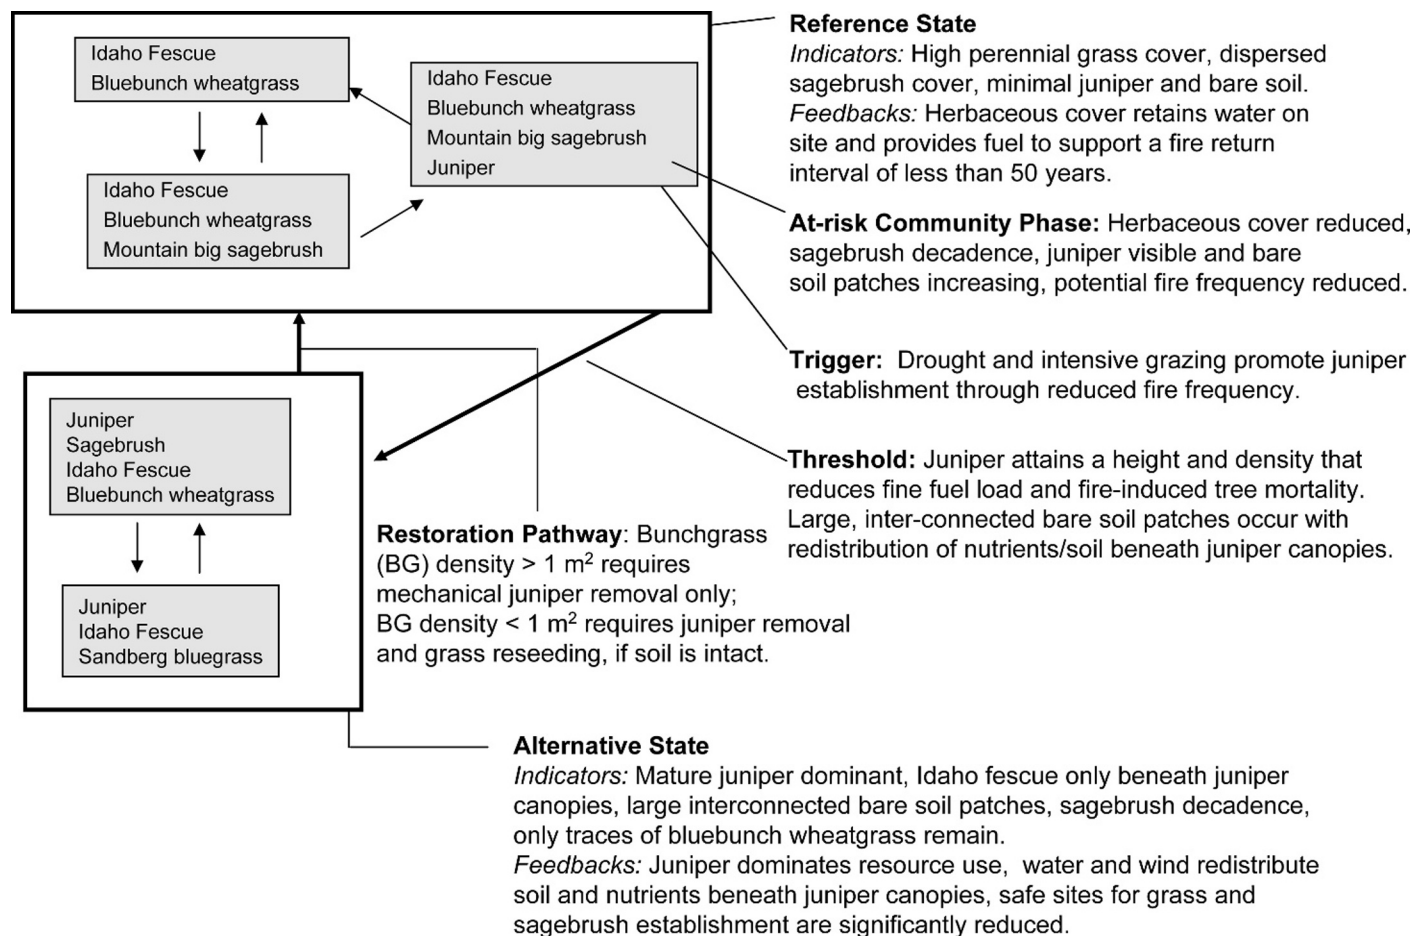 Idaho Fescue
Bluebunch wheatgrass
Idaho Fescue
Bluebunch wheatgrass
Mountain big sagebrush
Juniper
Idaho Fescue
Bluebunch wheatgrass
Mountain big sagebrush
Reference State
Indicators: High perennial grass cover, dispersed
sagebrush cover, minimal juniper and bare soil.
Feedbacks: Herbaceous cover retains water on
site and provides fuel to support a fire return
interval of less than 50 years.
At-risk Community Phase: Herbaceous cover reduced,
sagebrush decadence, juniper visible and bare
soil patches increasing, potential fire frequency reduced.
Trigger: Drought and intensive grazing promote juniper
establishment through reduced fire frequency.
Threshold: Juniper attains a height and density that
reduces fine fuel load and fire-induced tree mortality.
Large, inter-connected bare soil patches occur with
redistribution of nutrients/soil beneath juniper canopies.
Juniper
Sagebrush
Idaho Fescue
Bluebunch wheatgrass
Juniper
Idaho Fescue
Sandberg bluegrass
Restoration Pathway: Bunchgrass
(BG) density > 1 m² requires
mechanical juniper removal only;
BG density < 1 m² requires juniper removal
and grass reseeding, if soil is intact.
Alternative State
Indicators: Mature juniper dominant, Idaho fescue only beneath juniper
canopies, large interconnected bare soil patches, sagebrush decadence,
only traces of bluebunch wheatgrass remain.
Feedbacks: Juniper dominates resource use, water and wind redistribute
soil and nutrients beneath juniper canopies, safe sites for grass and
sagebrush establishment are significantly reduced.